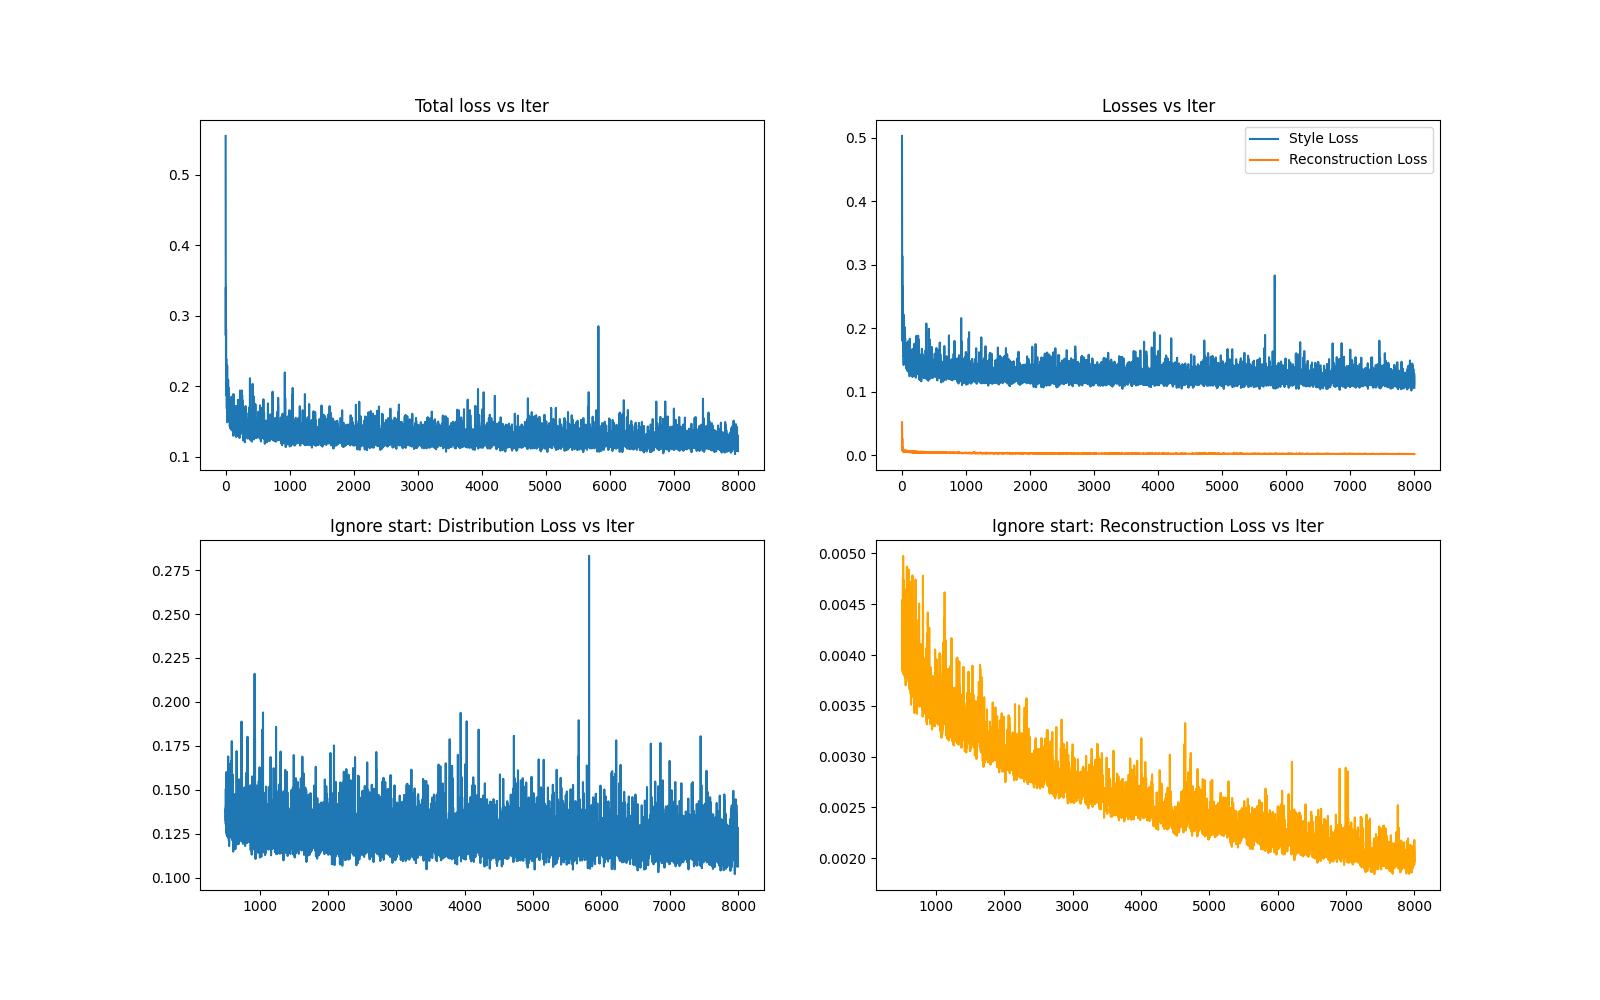 Total loss vs Iter
0.5
0.4
0.3
0.2
0.1
0 1000 2000 3000 4000 5000 6000 7000 8000
Losses vs Iter
Style Loss
Reconstruction Loss
0.5
0.4
0.3
0.2
0.1
0.0
0 1000 2000 3000 4000 5000 6000 7000 8000
Ignore start: Distribution Loss vs Iter
0.275
0.250
0.225
0.200
0.175
0.150
0.125
0.100
1000 2000 3000 4000 5000 6000 7000 8000
Ignore start: Reconstruction Loss vs Iter
0.0050
0.0045
0.0040
0.0035
0.0030
0.0025
0.0020
1000 2000 3000 4000 5000 6000 7000 8000